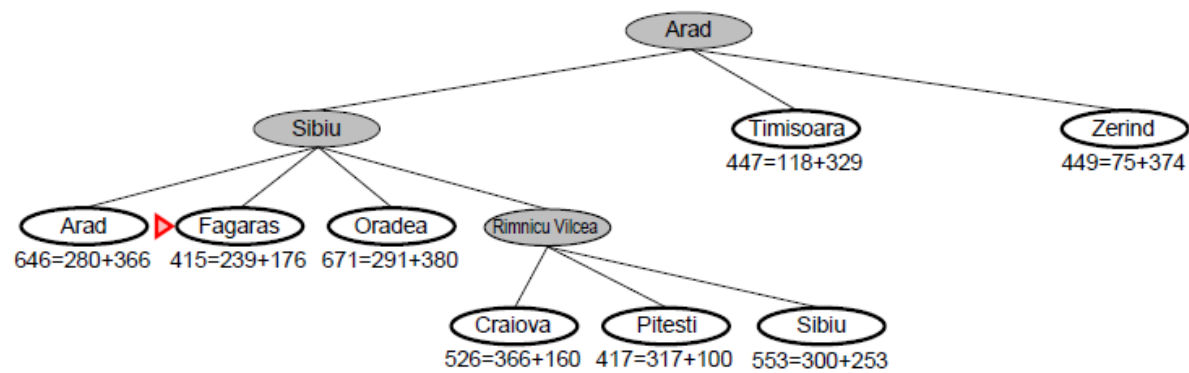 Arad
Sibiu
Timisoara
Zerind
447=118+329
449=75+374
Arad
Fagaras
Oradea
Rimnicu Vilcea
646=280+366
415=239+176
671=291+380
Craiova
Pitesti
Sibiu
526=366+160
417=317+100
553=300+253